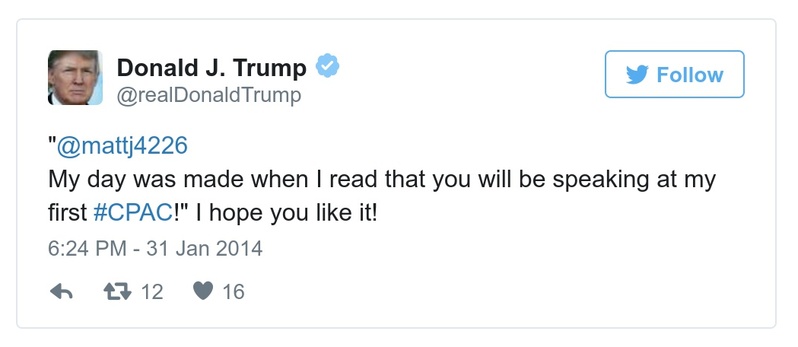 Donald J. Trump
@realDonaldTrump
Follow
"@mattj4226
My day was made when I read that you will be speaking at my
first #CPAC!" I hope you like it!
6:24 PM - 31 Jan 2014
12 16